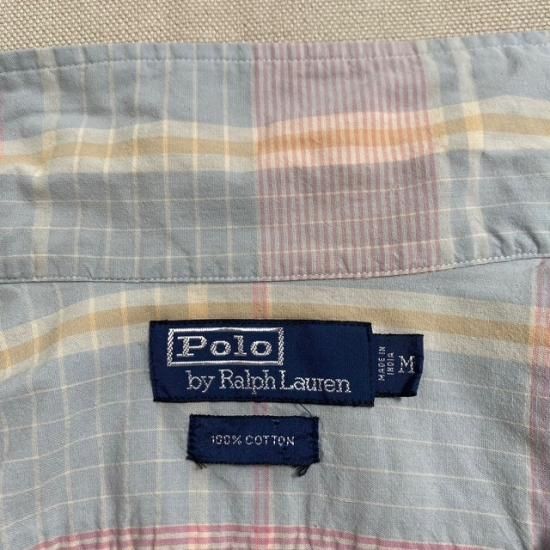 Polo
by Ralph Lauren
MADE IN
INDIA
M
100% COTTON